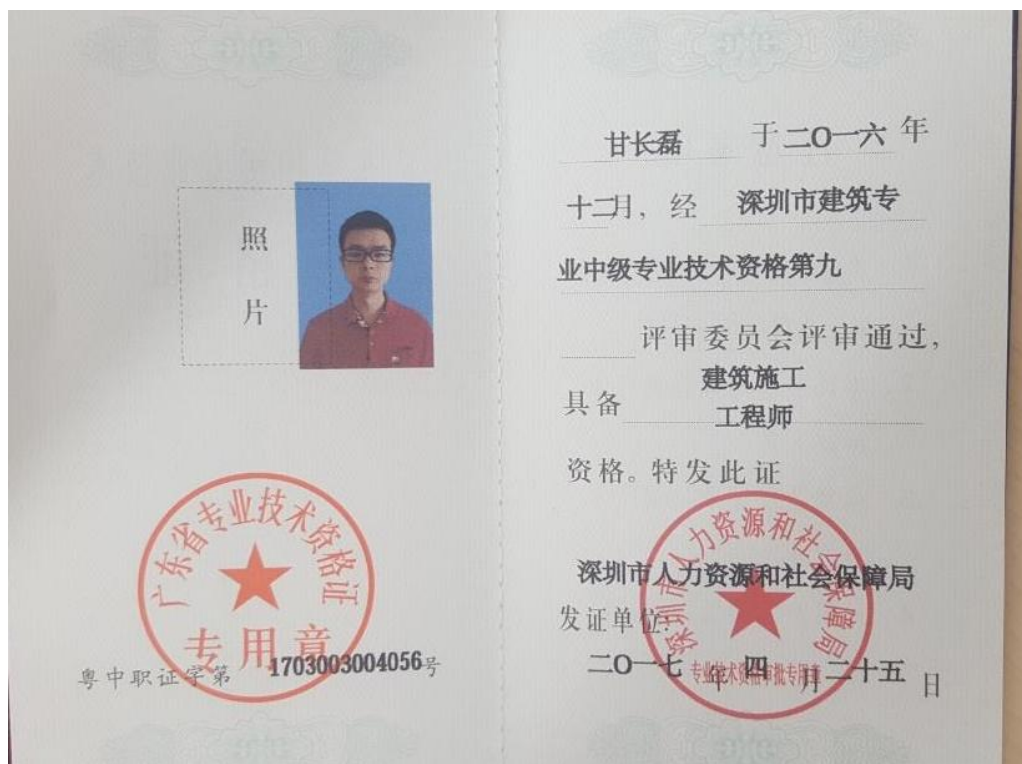 照
片
广东省专业技术资格证
专用章
粤中职证字第 1703003004056号
甘长磊 于二O一六 年
十二月，经 深圳市建筑专
业中级专业技术资格第九
评审委员会评审通过，
具备 建筑施工
工程师
资格。特发此证
深圳市人力资源和社会保障局
深圳市人力资源和社会保障局
发证单位：
专业技术资格审批专用章
二O一七 年 四 月 二十五 日